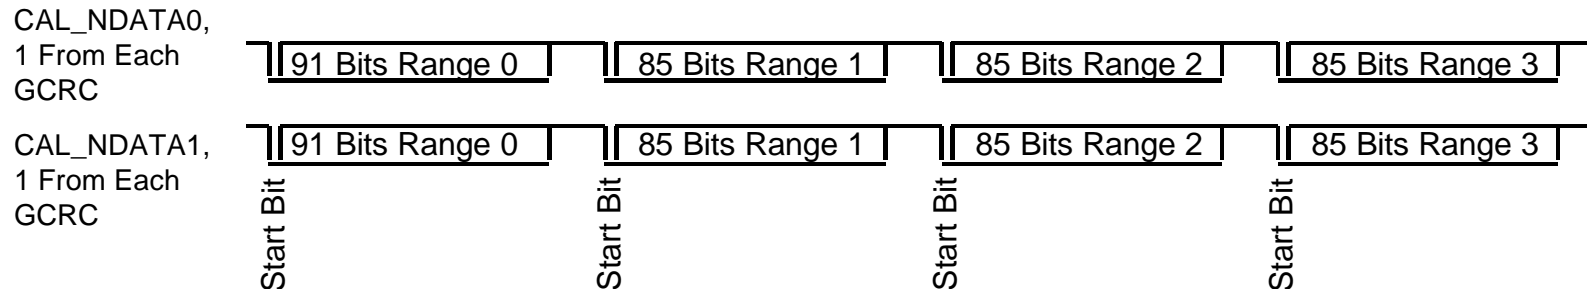 CAL_NDATA0,
1 From Each
GCRC
91 Bits Range 0
85 Bits Range 1
85 Bits Range 2
85 Bits Range 3
CAL_NDATA1,
1 From Each
GCRC
91 Bits Range 0
85 Bits Range 1
85 Bits Range 2
85 Bits Range 3
Start Bit
Start Bit
Start Bit
Start Bit